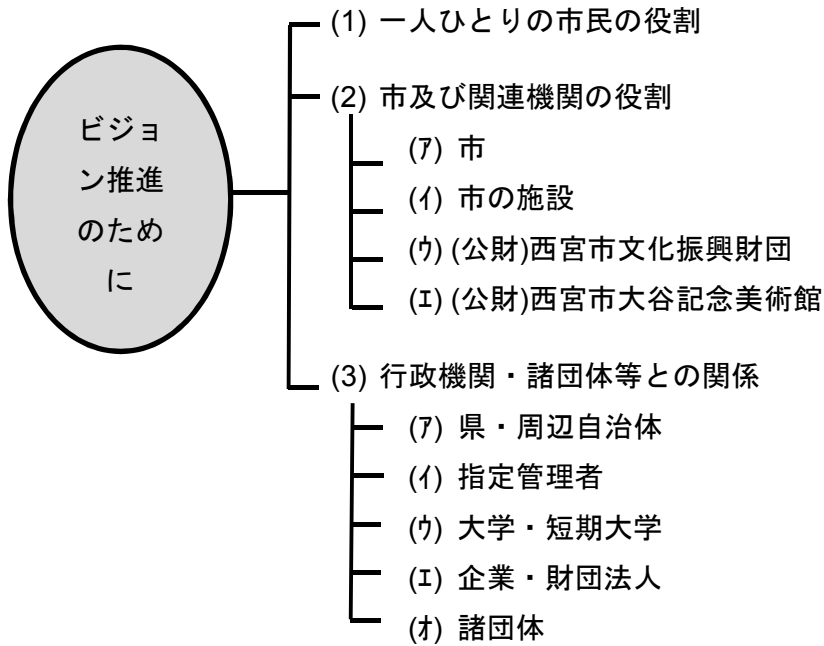 ビジョ
ン推進
のため
に
(1) 一人ひとりの市民の役割
(2) 市及び関連機関の役割
(ｱ) 市
(ｲ) 市の施設
(ｳ) (公財)西宮市文化振興財団
(ｴ) (公財)西宮市大谷記念美術館
(3) 行政機関・諸団体等との関係
(ｱ) 県・周辺自治体
(ｲ) 指定管理者
(ｳ) 大学・短期大学
(ｴ) 企業・財団法人
(ｵ) 諸団体